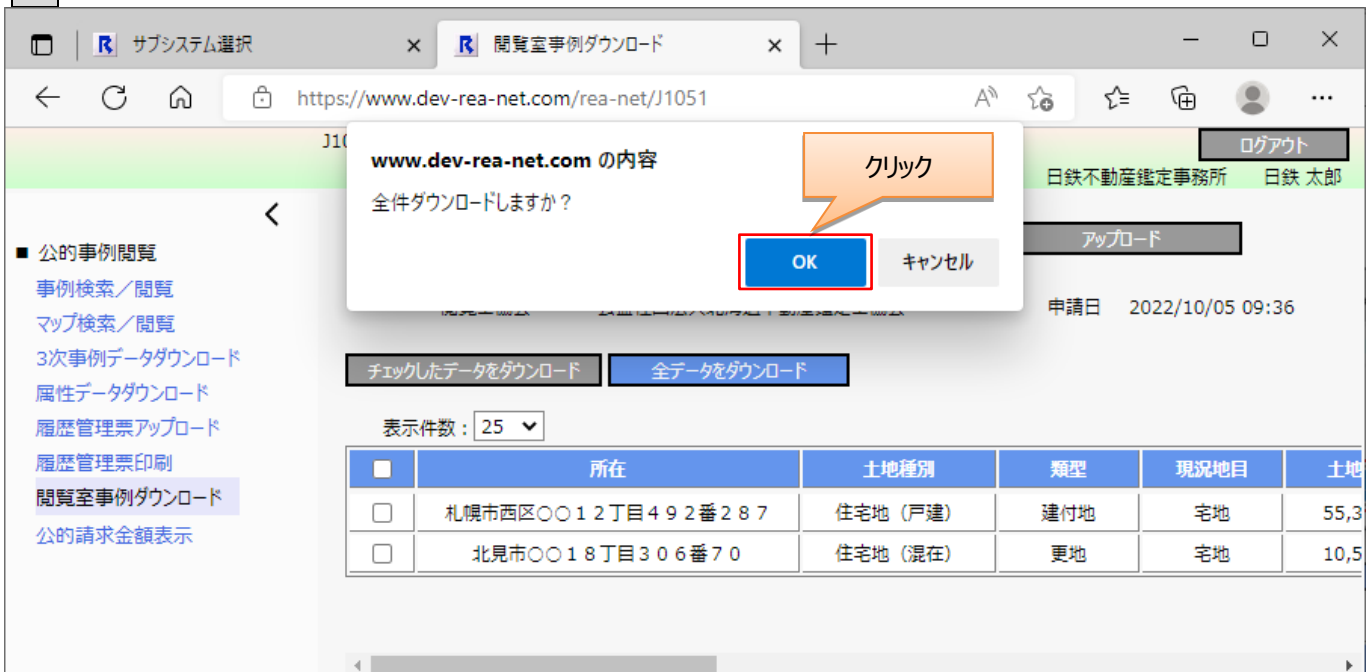 サブシステム選択
閲覧室事例ダウンロード
https://www.dev-rea-net.com/rea-net/J1051
J10
www.dev-rea-net.com の内容
全件ダウンロードしますか？
クリック
OK
キャンセル
ログアウト
日鉄不動産鑑定事務所 日鉄 太郎
アップロード
■ 公的事例閲覧
事例検索／閲覧
マップ検索／閲覧
3次事例データダウンロード
属性データダウンロード
履歴管理票アップロード
履歴管理票印刷
閲覧室事例ダウンロード
公的請求金額表示
申請日 2022/10/05 09:36
チェックしたデータをダウンロード 全データをダウンロード
表示件数：25
所在 土地種別 類型 現況地目 土地
札幌市西区○○１２丁目４９２番２８７ 住宅地（戸建） 建付地 宅地 55,3
北見市○○１８丁目３０６番７０ 住宅地（混在） 更地 宅地 10,5